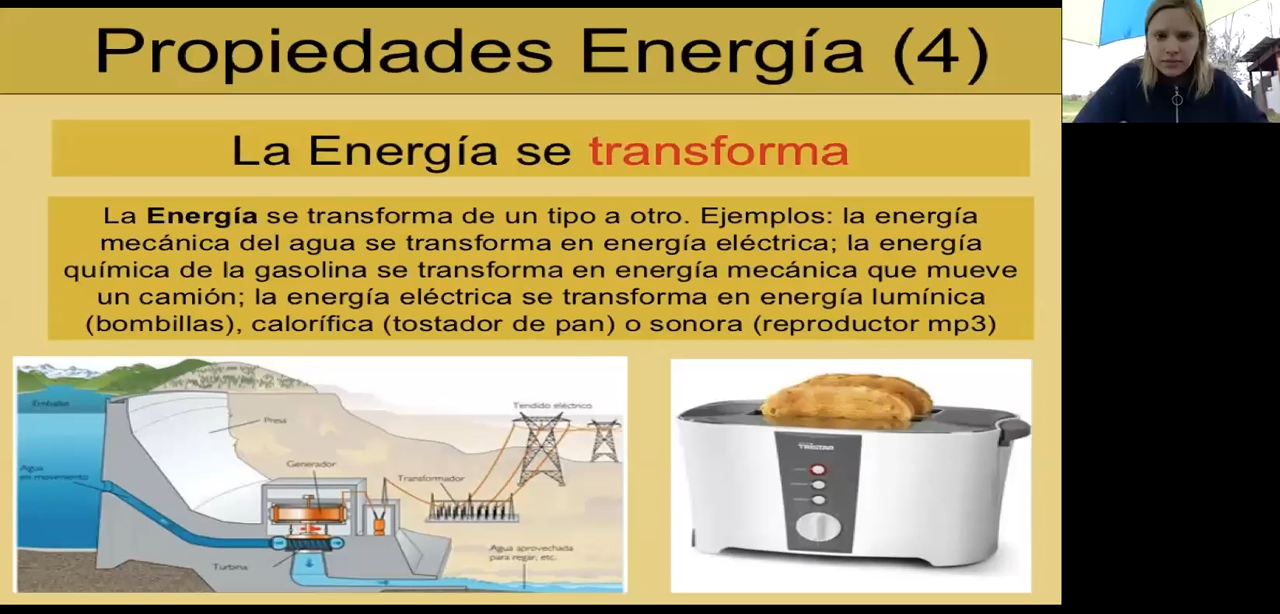 Propiedades Energía (4)
La Energía se transforma
La Energía se transforma de un tipo a otro. Ejemplos: la energía
mecánica del agua se transforma en energía eléctrica; la energía
química de la gasolina se transforma en energía mecánica que mueve
un camión; la energía eléctrica se transforma en energía lumínica
(bombillas), calorífica (tostador de pan) o sonora (reproductor mp3)
Embalse
Presa
Tendido eléctrico
Agua
en movimiento
Generador
Transformador
Turbina
Agua aprovechada
para regar, etc.
TRISTAR